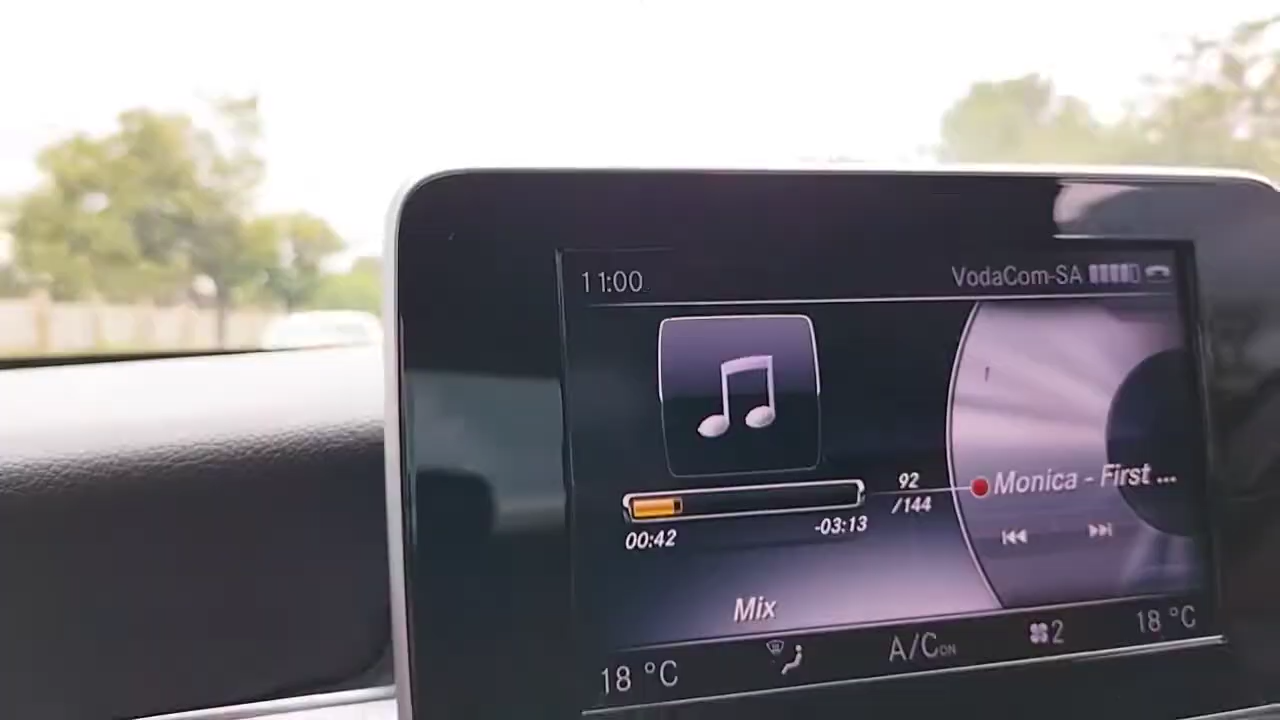 11:00
VodaCom-SA
92
/144
Monica - First ...
00:42
-03:13
Mix
18 °C
A/C ON
2
18 °C